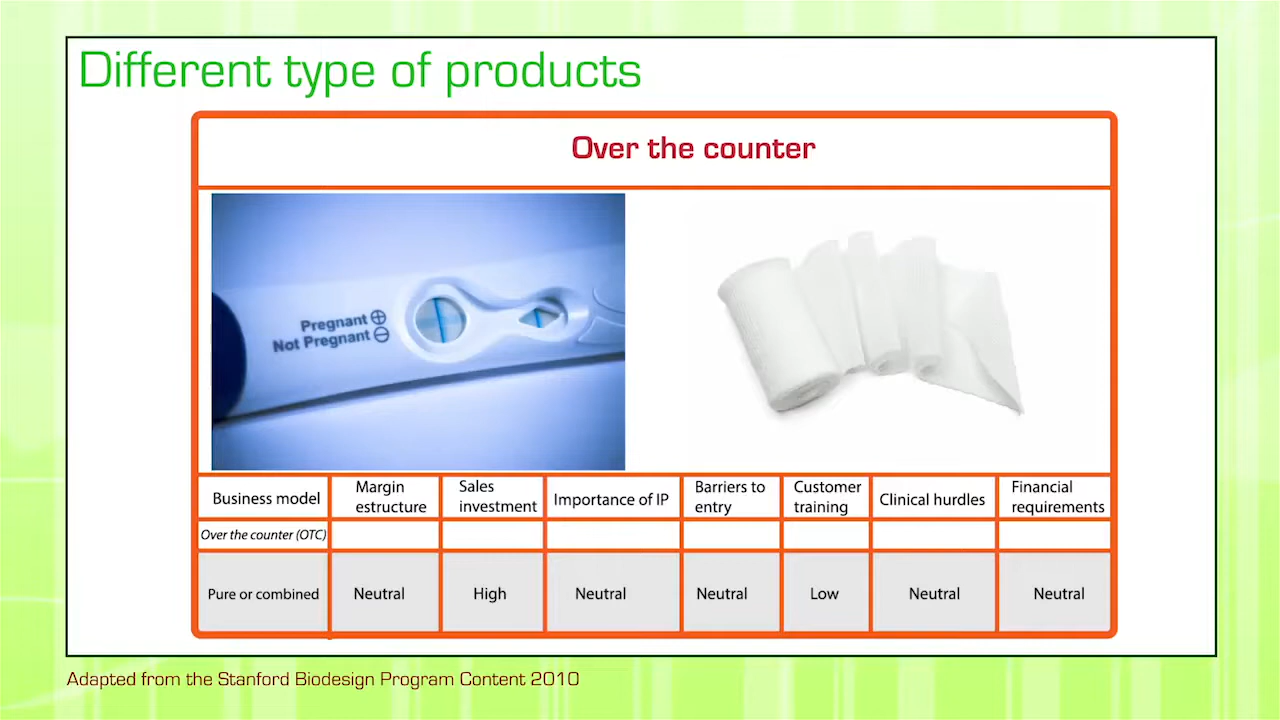 Different type of products
Over the counter
Pregnant ⊕
Not Pregnant ⊖
Business model
Margin
estructure
Sales
investment
Importance of IP
Barriers to
entry
Customer
training
Clinical hurdles
Financial
requirements
Over the counter (OTC)
Pure or combined
Neutral
High
Neutral
Neutral
Low
Neutral
Neutral
Adapted from the Stanford Biodesign Program Content 2010